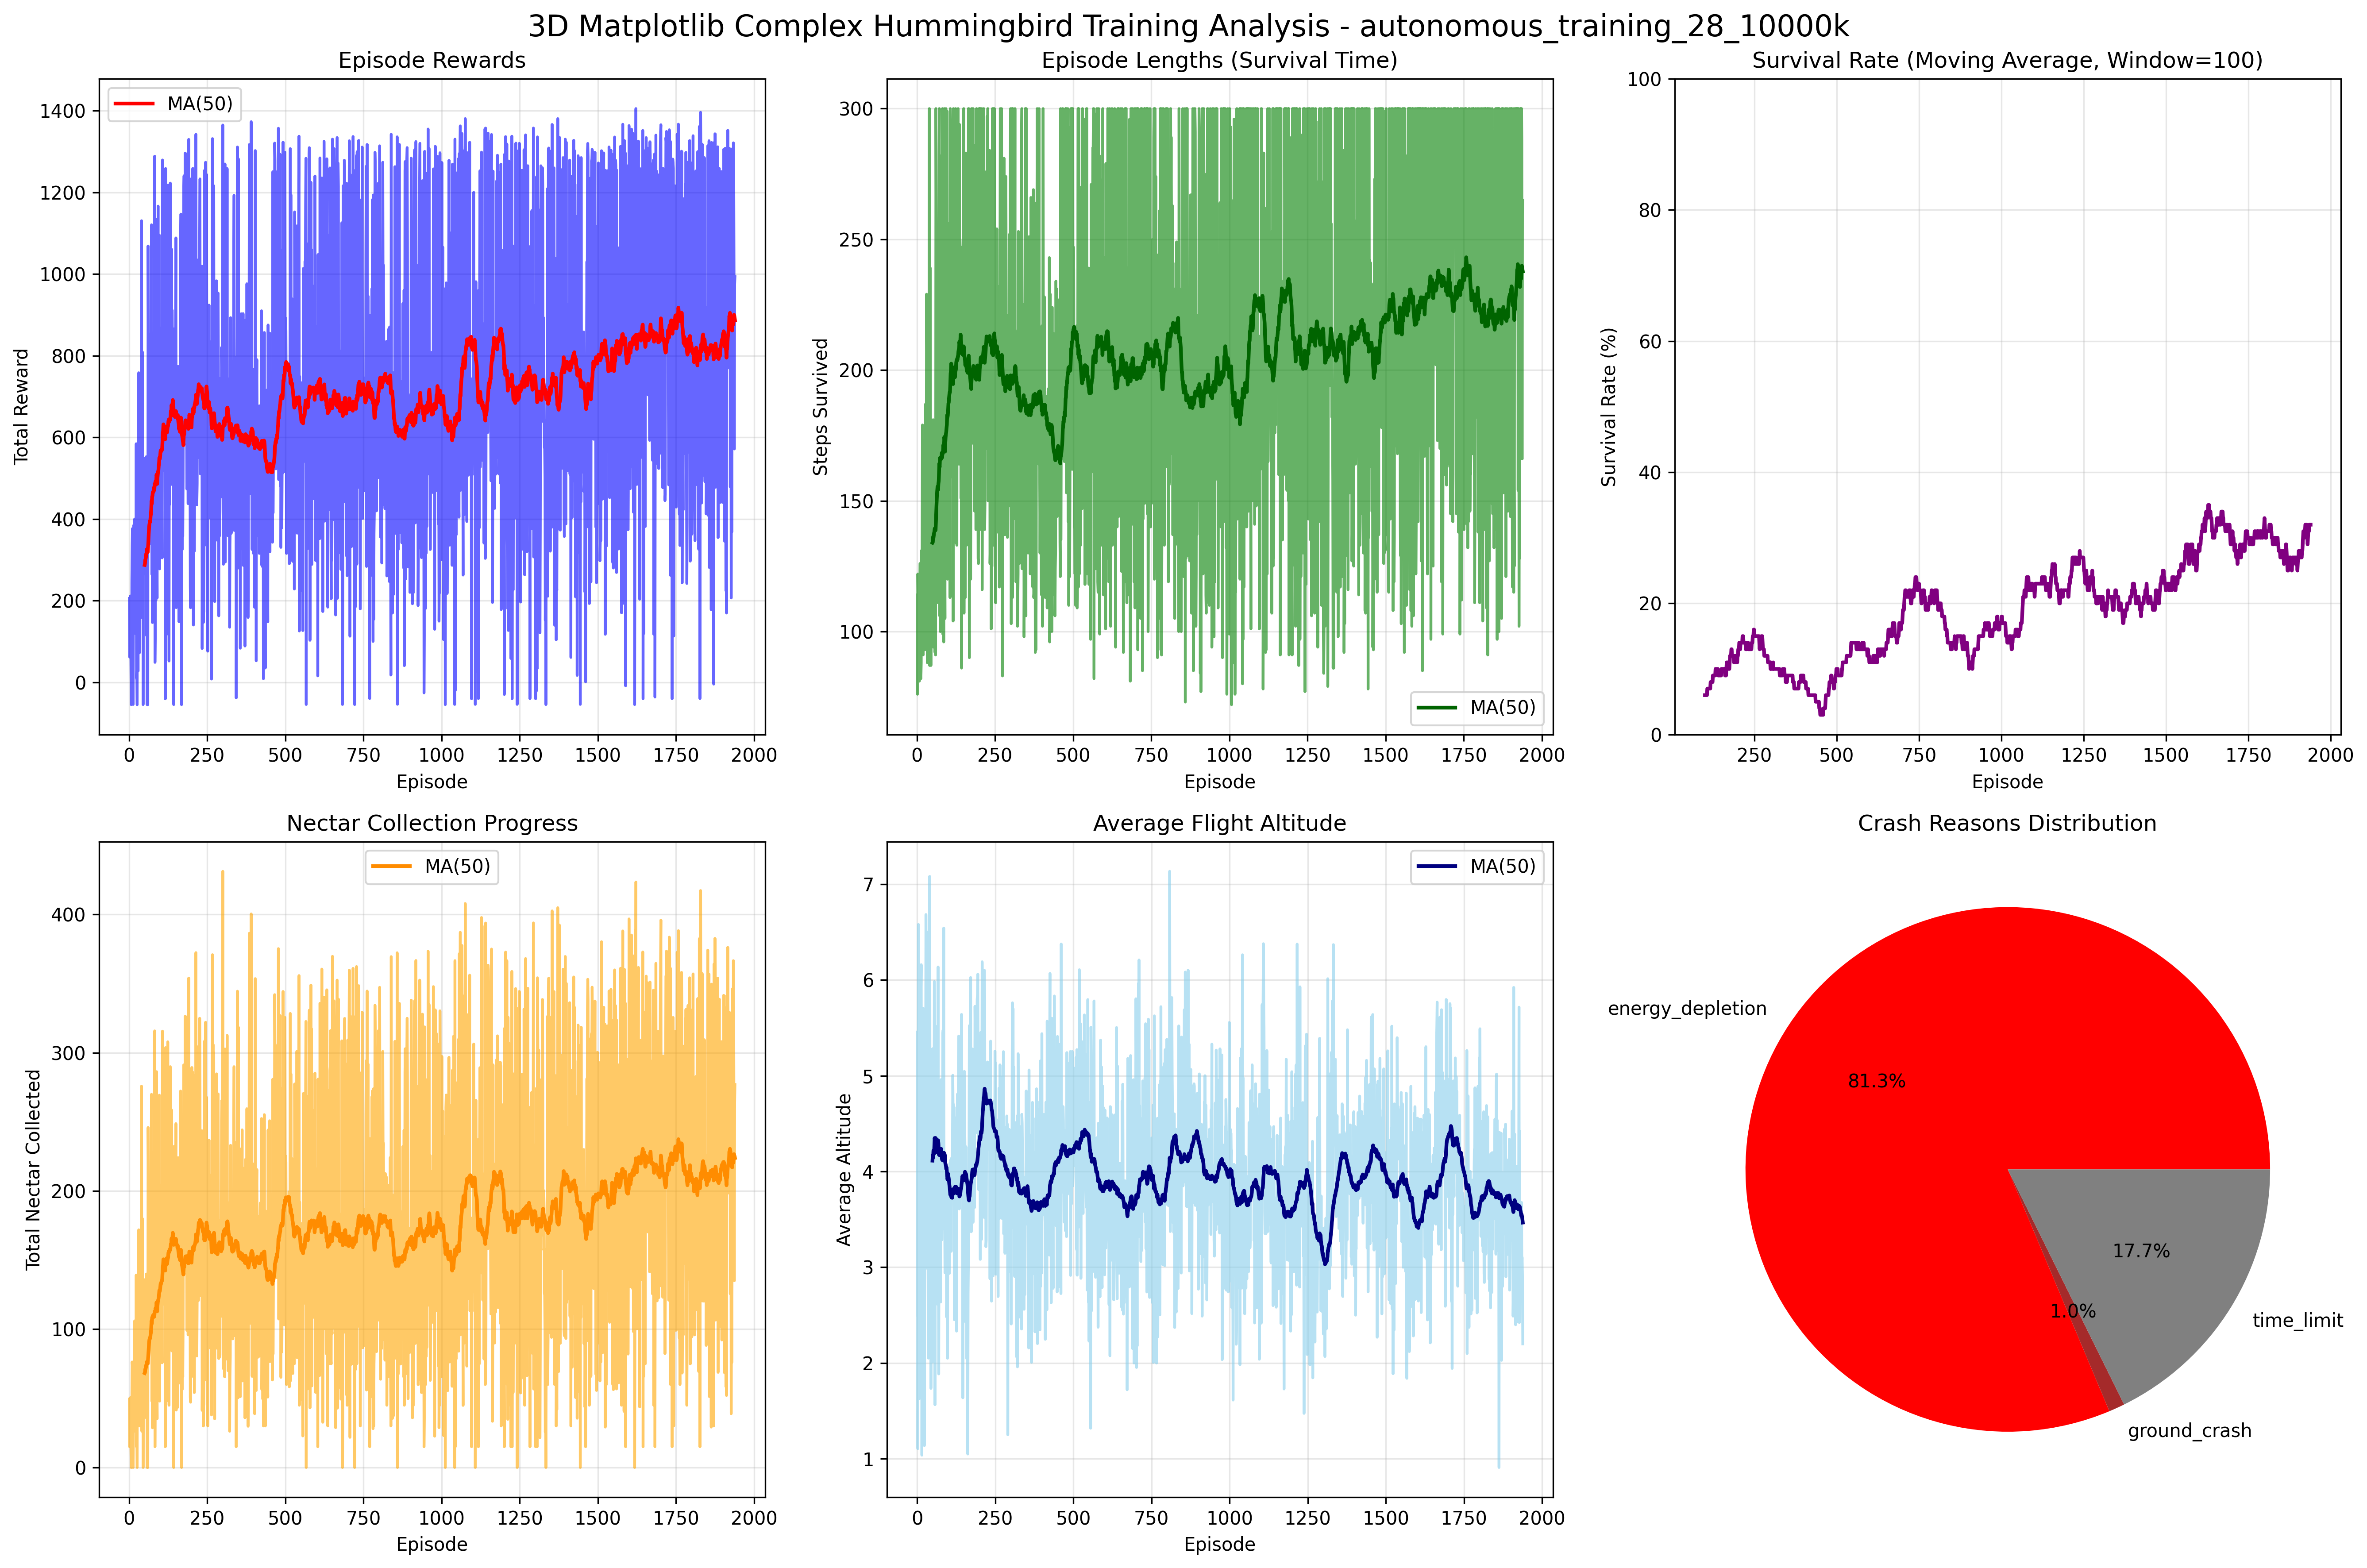 3D Matplotlib Complex Hummingbird Training Analysis - autonomous_training_28_10000k
Episode Rewards
MA(50)
Total Reward
1400
1200
1000
800
600
400
200
0
0 250 500 750 1000 1250 1500 1750 2000
Episode
Episode Lengths (Survival Time)
Steps Survived
300
250
200
150
100
MA(50)
0 250 500 750 1000 1250 1500 1750 2000
Episode
Survival Rate (Moving Average, Window=100)
Survival Rate (%)
100
80
60
40
20
0
250 500 750 1000 1250 1500 1750 2000
Episode
Nectar Collection Progress
MA(50)
Total Nectar Collected
400
300
200
100
0
0 250 500 750 1000 1250 1500 1750 2000
Episode
Average Flight Altitude
MA(50)
Average Altitude
7
6
5
4
3
2
1
0 250 500 750 1000 1250 1500 1750 2000
Episode
Crash Reasons Distribution
energy_depletion
81.3%
17.7%
1.0%
time_limit
ground_crash